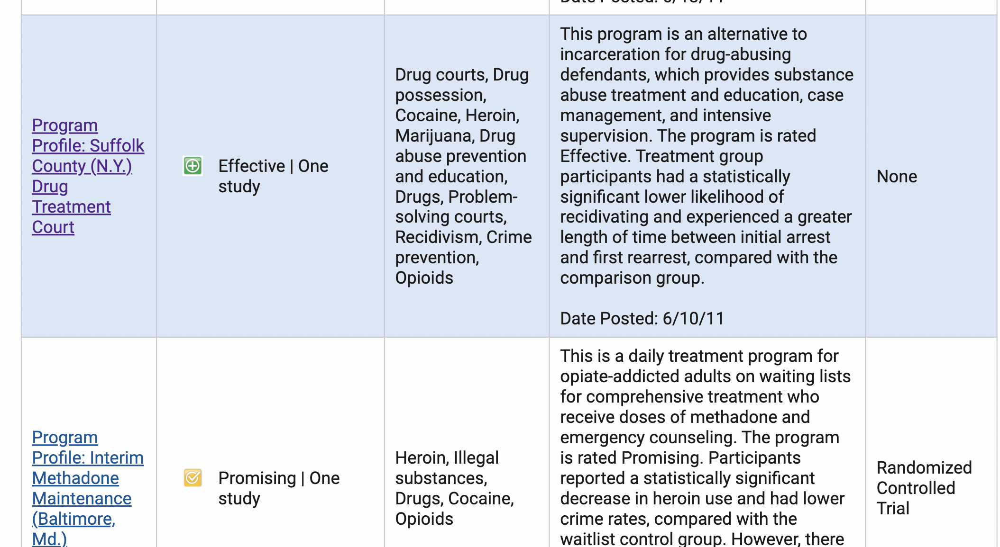 Date Posted: 6/10/11
Program
Profile: Suffolk
County (N.Y.)
Drug
Treatment
Court
Effective | One
study
Drug courts, Drug
possession,
Cocaine, Heroin,
Marijuana, Drug
abuse prevention
and education,
Drugs, Problem-
solving courts,
Recidivism, Crime
prevention,
Opioids
This program is an alternative to
incarceration for drug-abusing
defendants, which provides substance
abuse treatment and education, case
management, and intensive
supervision. The program is rated
Effective. Treatment group
participants had a statistically
significant lower likelihood of
recidivating and experienced a greater
length of time between initial arrest
and first rearrest, compared with the
comparison group.
Date Posted: 6/10/11
None
Program
Profile: Interim
Methadone
Maintenance
(Baltimore,
Md.)
Promising | One
study
Heroin, Illegal
substances,
Drugs, Cocaine,
Opioids
This is a daily treatment program for
opiate-addicted adults on waiting lists
for comprehensive treatment who
receive doses of methadone and
emergency counseling. The program
is rated Promising. Participants
reported a statistically significant
decrease in heroin use and had lower
crime rates, compared with the
waitlist control group. However, there
Randomized
Controlled
Trial